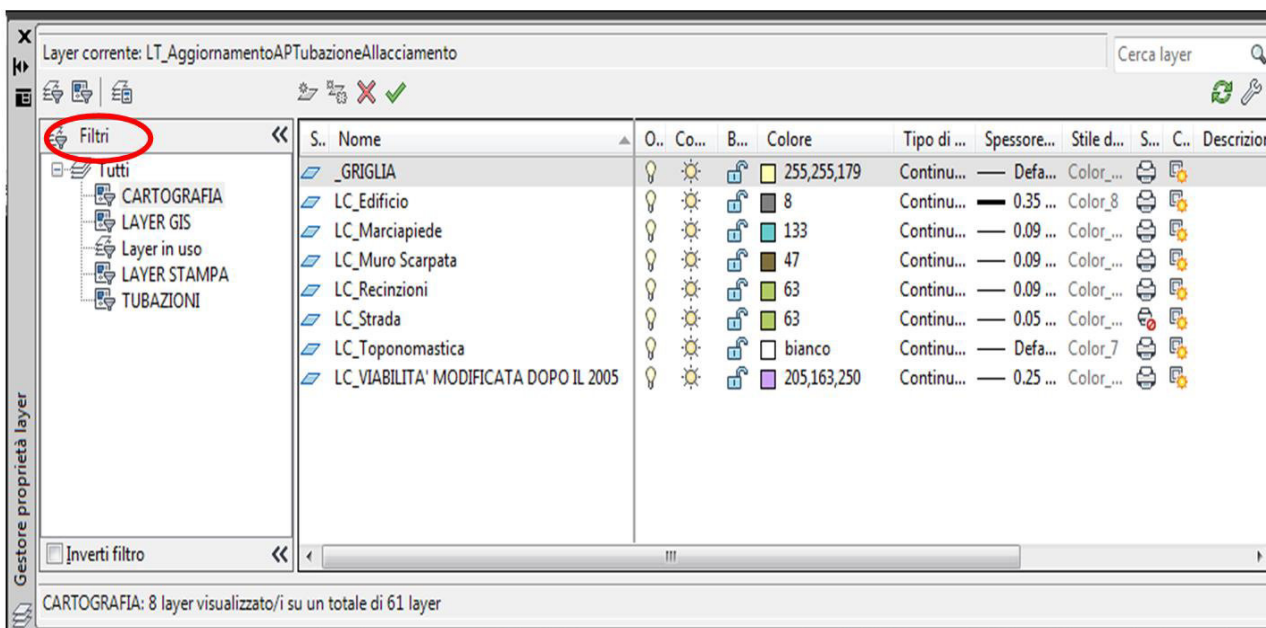 Layer corrente: LT_AggiornamentoAPTubazioneAllacciamento
Cerca layer
Filtri
S.. Nome O.. Co... B... Colore Tipo di ... Spessore... Stile d... S... C.. Descrizion
Tutti
CARTOGRAFIA
LAYER GIS
Layer in uso
LAYER STAMPA
TUBAZIONI
_GRIGLIA 255,255,179 Continu... Defa... Color_...
LC_Edificio 8 Continu... 0.35 ... Color_8
LC_Marciapiede 133 Continu... 0.09 ... Color_...
LC_Muro Scarpata 47 Continu... 0.09 ... Color_...
LC_Recinzioni 63 Continu... 0.09 ... Color_...
LC_Strada 63 Continu... 0.05 ... Color_...
LC_Toponomastica bianco Continu... Defa... Color_7
LC_VIABILITA' MODIFICATA DOPO IL 2005 205,163,250 Continu... 0.25 ... Color_...
Inverti filtro
CARTOGRAFIA: 8 layer visualizzato/i su un totale di 61 layer
Gestore proprietà layer